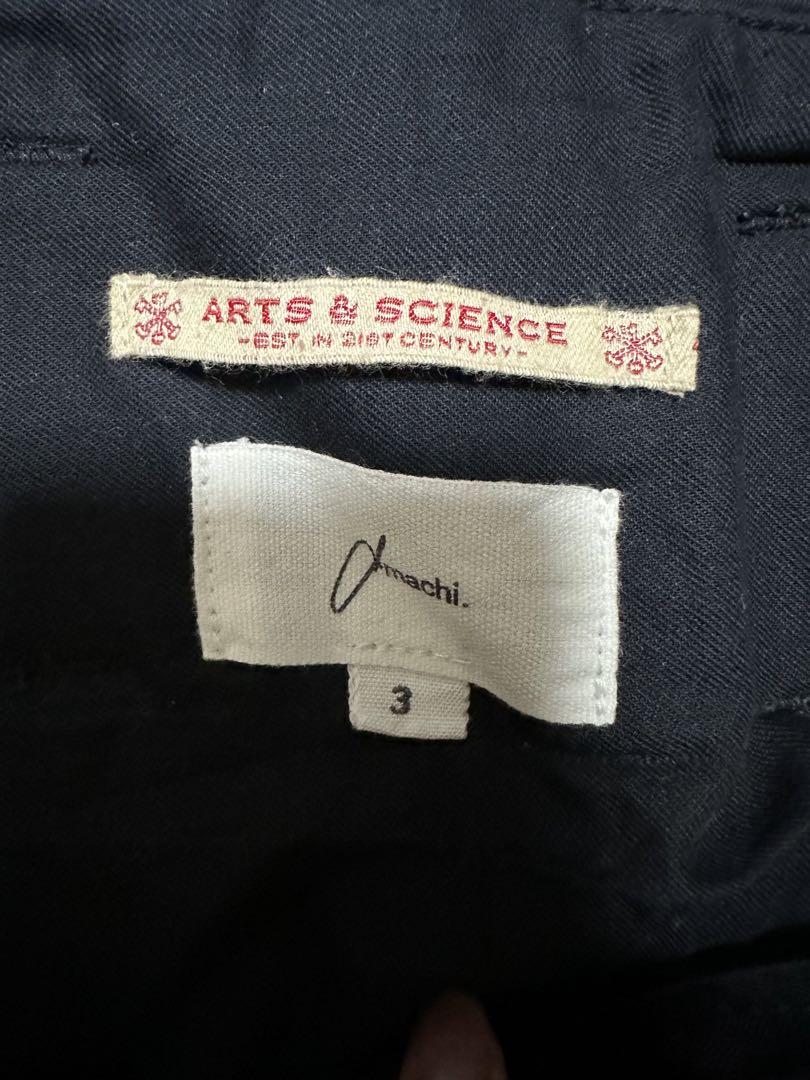 ARTS & SCIENCE
-EST. IN 21ST CENTURY-
amachi.
3